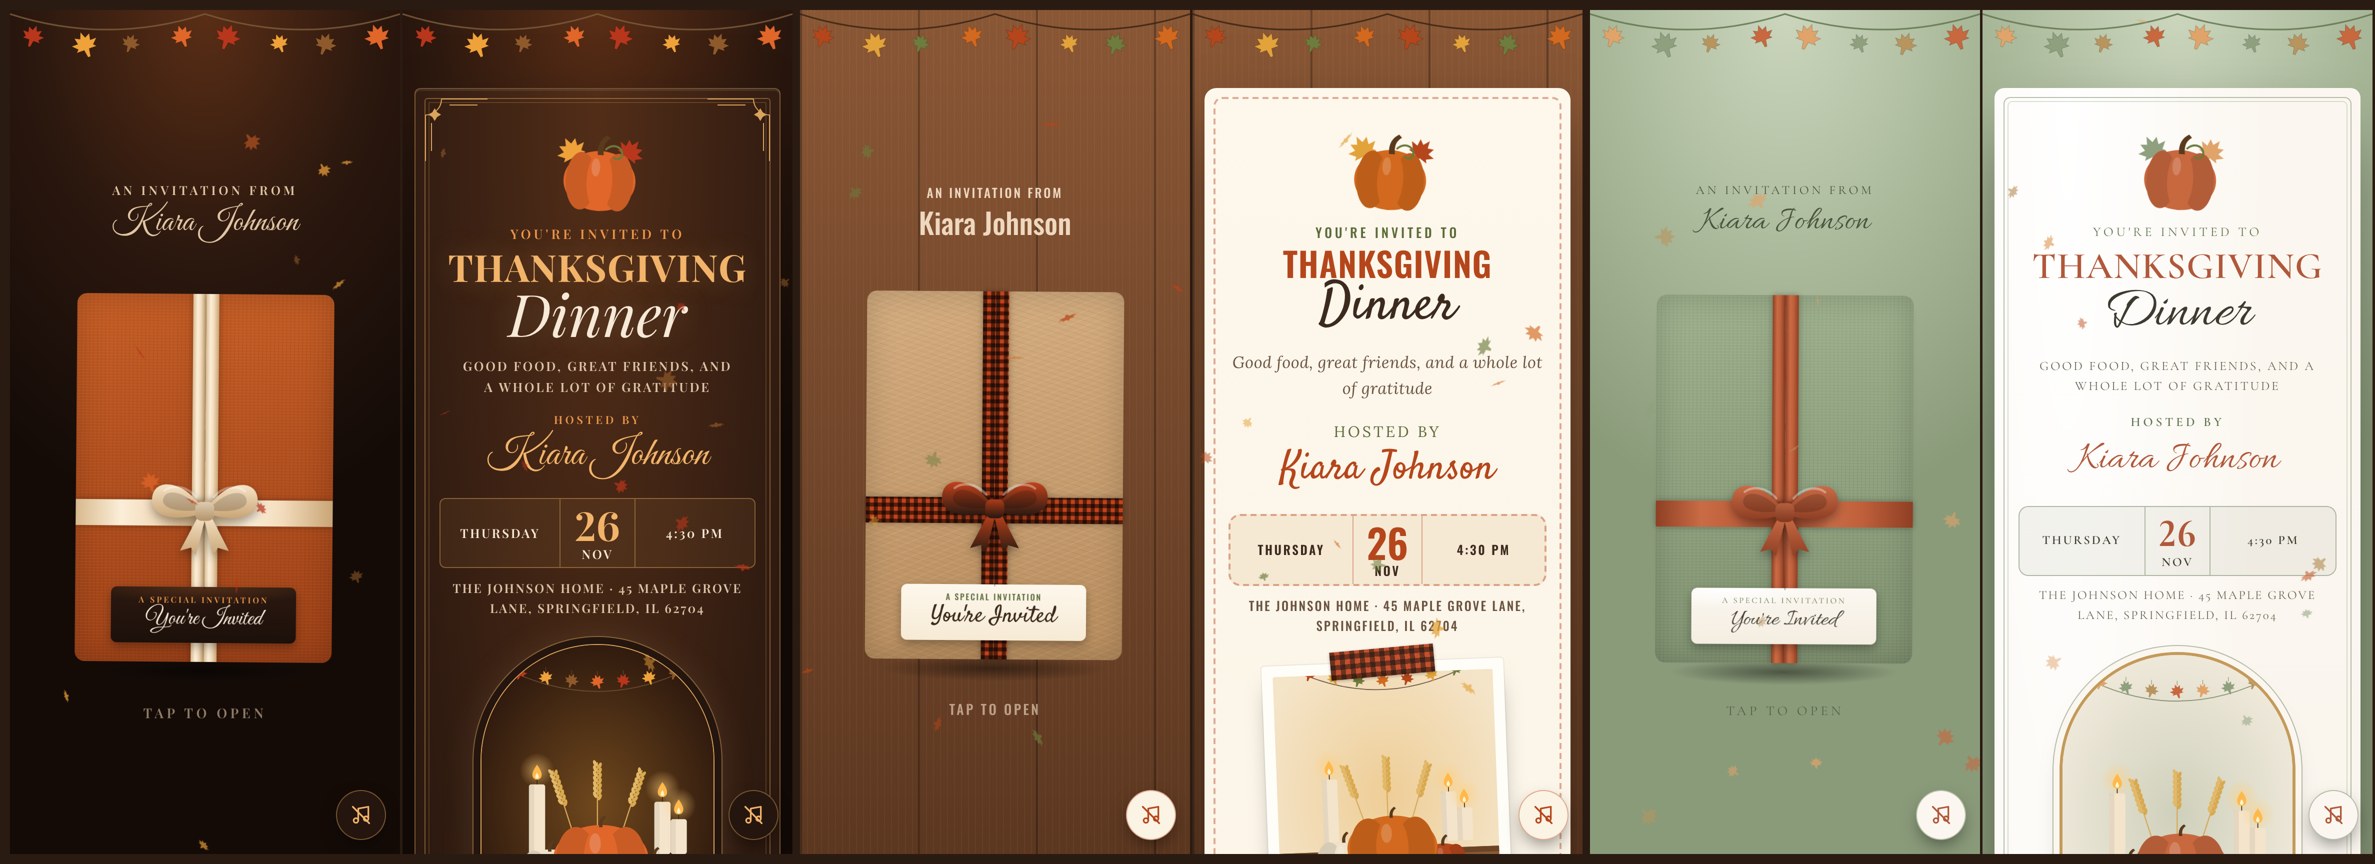 AN INVITATION FROM
Kiara Johnson
A SPECIAL INVITATION
You're Invited
TAP TO OPEN
YOU'RE INVITED TO
THANKSGIVING
Dinner
GOOD FOOD, GREAT FRIENDS, AND
A WHOLE LOT OF GRATITUDE
HOSTED BY
Kiara Johnson
THURSDAY
26
NOV
4:30 PM
THE JOHNSON HOME · 45 MAPLE GROVE
LANE, SPRINGFIELD, IL 62704
AN INVITATION FROM
Kiara Johnson
A SPECIAL INVITATION
You're Invited
TAP TO OPEN
YOU'RE INVITED TO
THANKSGIVING
Dinner
Good food, great friends, and a whole lot
of gratitude
HOSTED BY
Kiara Johnson
THURSDAY
26
NOV
4:30 PM
THE JOHNSON HOME · 45 MAPLE GROVE LANE,
SPRINGFIELD, IL 62704
AN INVITATION FROM
Kiara Johnson
A SPECIAL INVITATION
You're Invited
TAP TO OPEN
YOU'RE INVITED TO
THANKSGIVING
Dinner
GOOD FOOD, GREAT FRIENDS, AND A
WHOLE LOT OF GRATITUDE
HOSTED BY
Kiara Johnson
THURSDAY
26
NOV
4:30 PM
THE JOHNSON HOME · 45 MAPLE GROVE
LANE, SPRINGFIELD, IL 62704